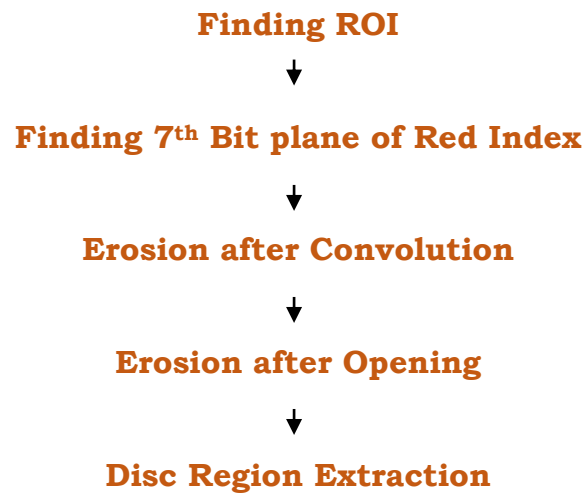 Finding ROI
Finding 7th Bit plane of Red Index
Erosion after Convolution
Erosion after Opening
Disc Region Extraction